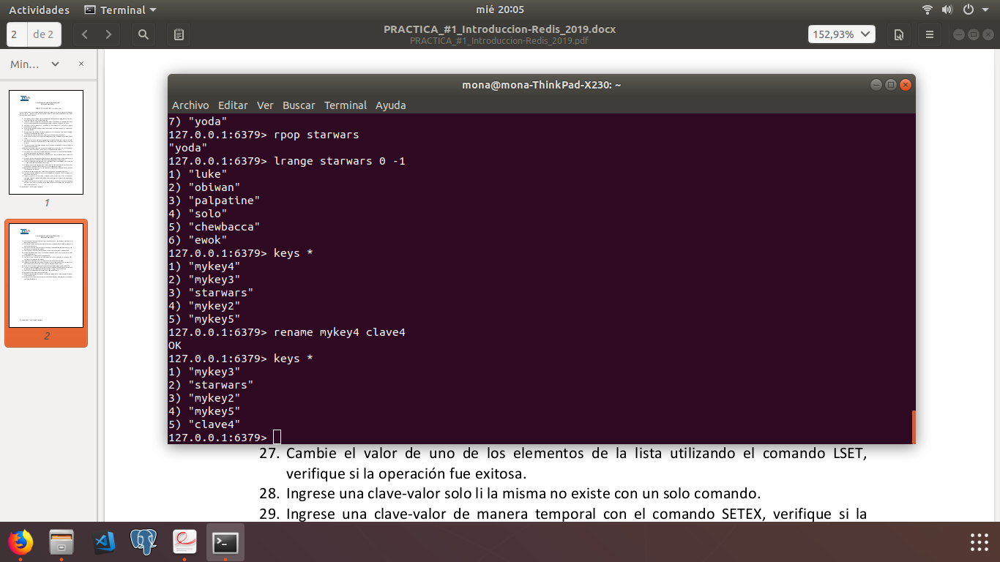 Actividades Terminal mié 20:05
2 de 2 PRACTICA_#1_Introduccion-Redis_2019.docx 152,93%
PRACTICA_#1_Introduccion-Redis_2019.pdf
Min...
mona@mona-ThinkPad-X230: ~
Archivo Editar Ver Buscar Terminal Ayuda
7) "yoda"
127.0.0.1:6379> rpop starwars
"yoda"
127.0.0.1:6379> lrange starwars 0 -1
1) "luke"
2) "obiwan"
3) "palpatine"
4) "solo"
5) "chewbacca"
6) "ewok"
127.0.0.1:6379> keys *
1) "mykey4"
2) "mykey3"
3) "starwars"
4) "mykey2"
5) "mykey5"
127.0.0.1:6379> rename mykey4 clave4
OK
127.0.0.1:6379> keys *
1) "mykey3"
2) "starwars"
3) "mykey2"
4) "mykey5"
5) "clave4"
127.0.0.1:6379>
1
2
27. Cambie el valor de uno de los elementos de la lista utilizando el comando LSET,
verifique si la operación fue exitosa.
28. Ingrese una clave-valor solo li la misma no existe con un solo comando.
29. Ingrese una clave-valor de manera temporal con el comando SETEX, verifique si la